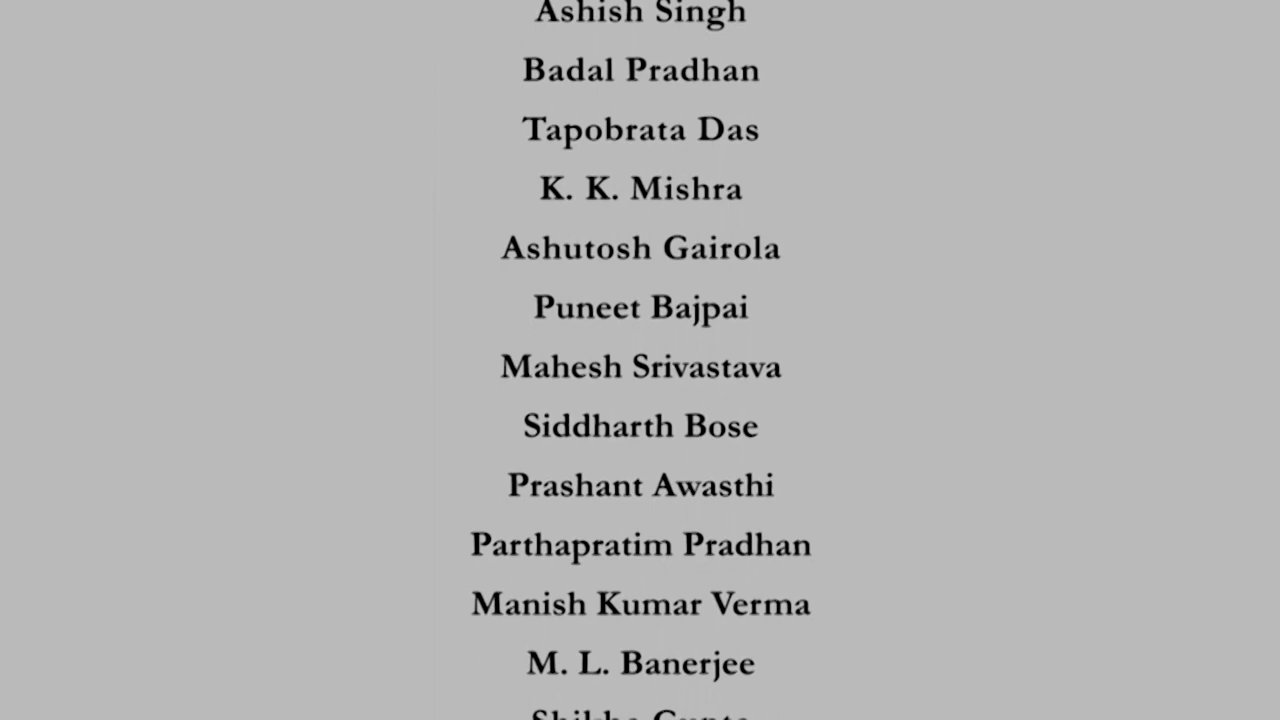 Ashish Singh
Badal Pradhan
Tapobrata Das
K. K. Mishra
Ashutosh Gairola
Puneet Bajpai
Mahesh Srivastava
Siddharth Bose
Prashant Awasthi
Parthapratim Pradhan
Manish Kumar Verma
M. L. Banerjee